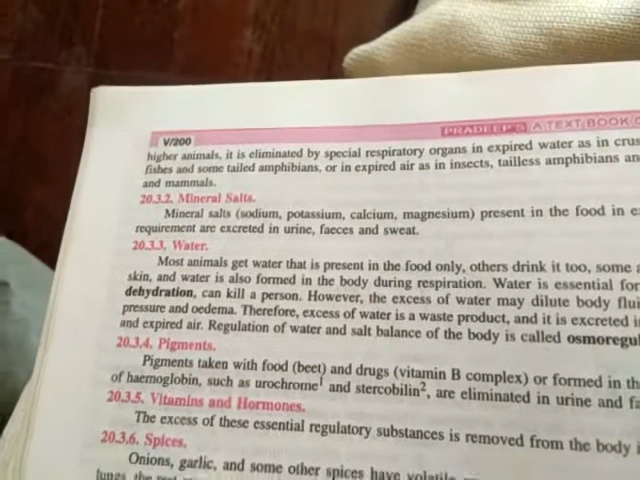 V/200
PRADEEP'S A TEXT BOOK
higher animals, it is eliminated by special respiratory organs in expired water as in
fishes and some tailed amphibians, or in expired air as in insects, tailless amphibians
and mammals.
20.3.2. Mineral Salts.
Mineral salts (sodium, potassium, calcium, magnesium) present in the food in
requirement are excreted in urine, faeces and sweat.
20.3.3. Water.
Most animals get water that is present in the food only, others drink it too, some
skin, and water is also formed in the body during respiration. Water is essential for
dehydration, can kill a person. However, the excess of water may dilute body
pressure and oedema. Therefore, excess of water is a waste product, and it is excreted
and expired air. Regulation of water and salt balance of the body is called
20.3.4. Pigments.
Pigments taken with food (beet) and drugs (vitamin B complex) or formed in
of haemoglobin, such as urochrome¹ and stercobilin², are eliminated in urine and
20.3.5. Vitamins and Hormones.
The excess of these essential regulatory substances is removed from the body
20.3.6. Spices.
Onions, garlic, and some other spices have volatile
lungs the